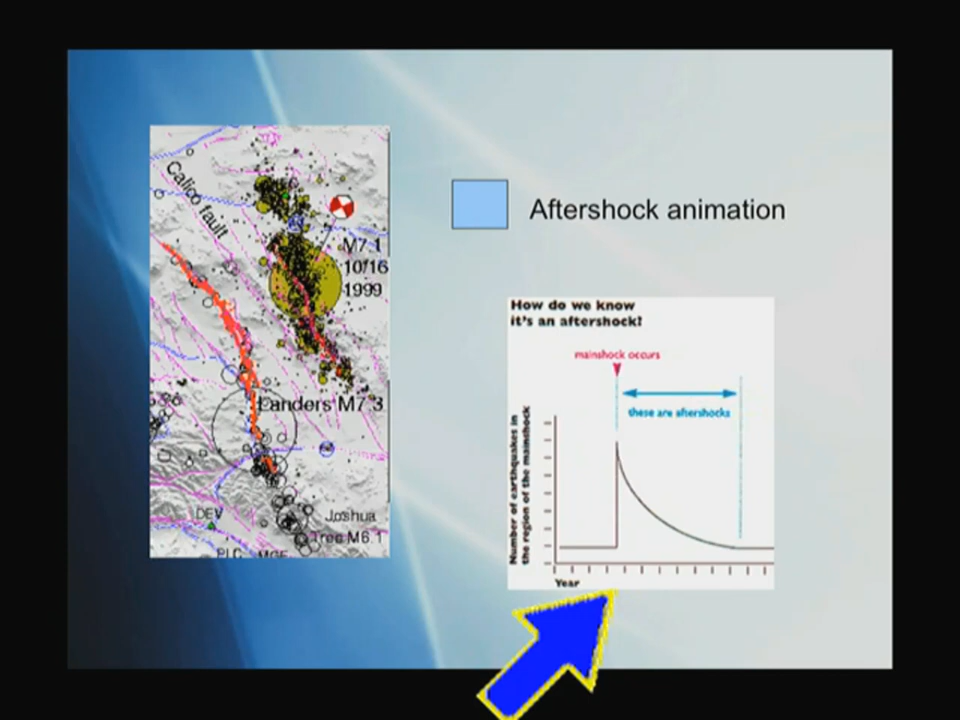 Calico fault
M7.1
10/16
1999
Landers M7.3
DEV
Joshua
Tree M6.1
Aftershock animation
How do we know
it's an aftershock?
mainshock occurs
these are aftershocks
Number of earthquakes in
the region of the mainshock
Year